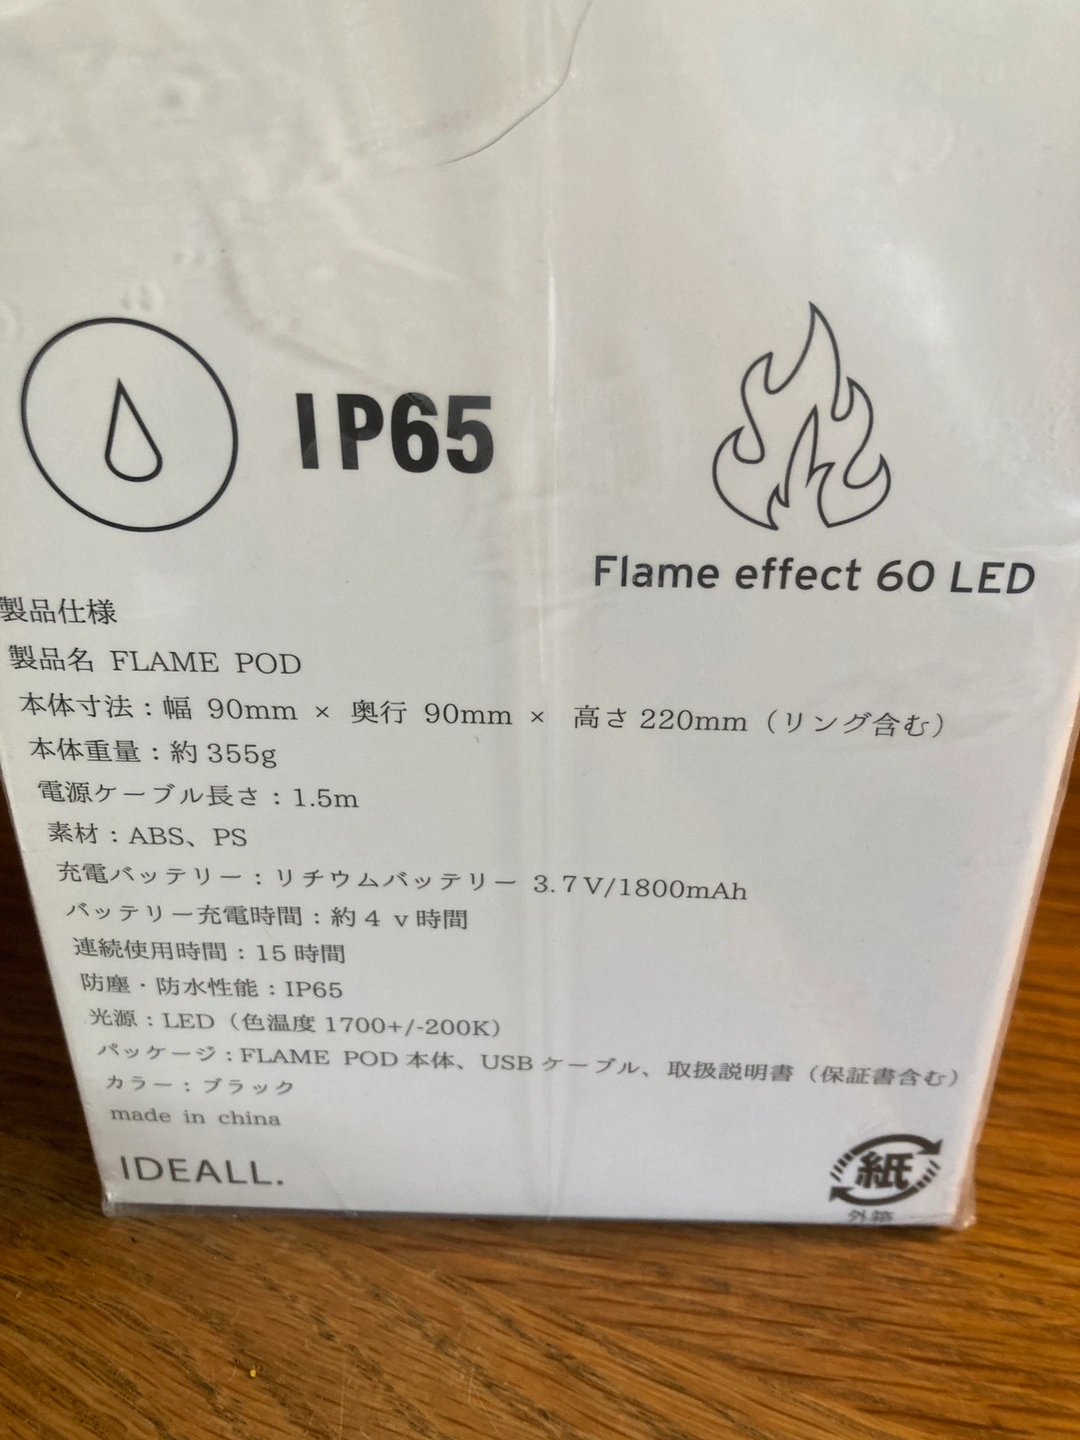 IP65
Flame effect 60 LED
製品仕様
製品名 FLAME POD
本体寸法：幅 90mm × 奥行 90mm × 高さ 220mm（リング含む）
本体重量：約 355g
電源ケーブル長さ：1.5m
素材：ABS、PS
充電バッテリー：リチウムバッテリー 3.7V/1800mAh
バッテリー充電時間：約 4 v 時間
連続使用時間：15 時間
防塵・防水性能：IP65
光源：LED（色温度 1700+/-200K）
パッケージ：FLAME POD 本体、USB ケーブル、取扱説明書（保証書含む）
カラー：ブラック
made in china
IDEALL.
紙
外箱